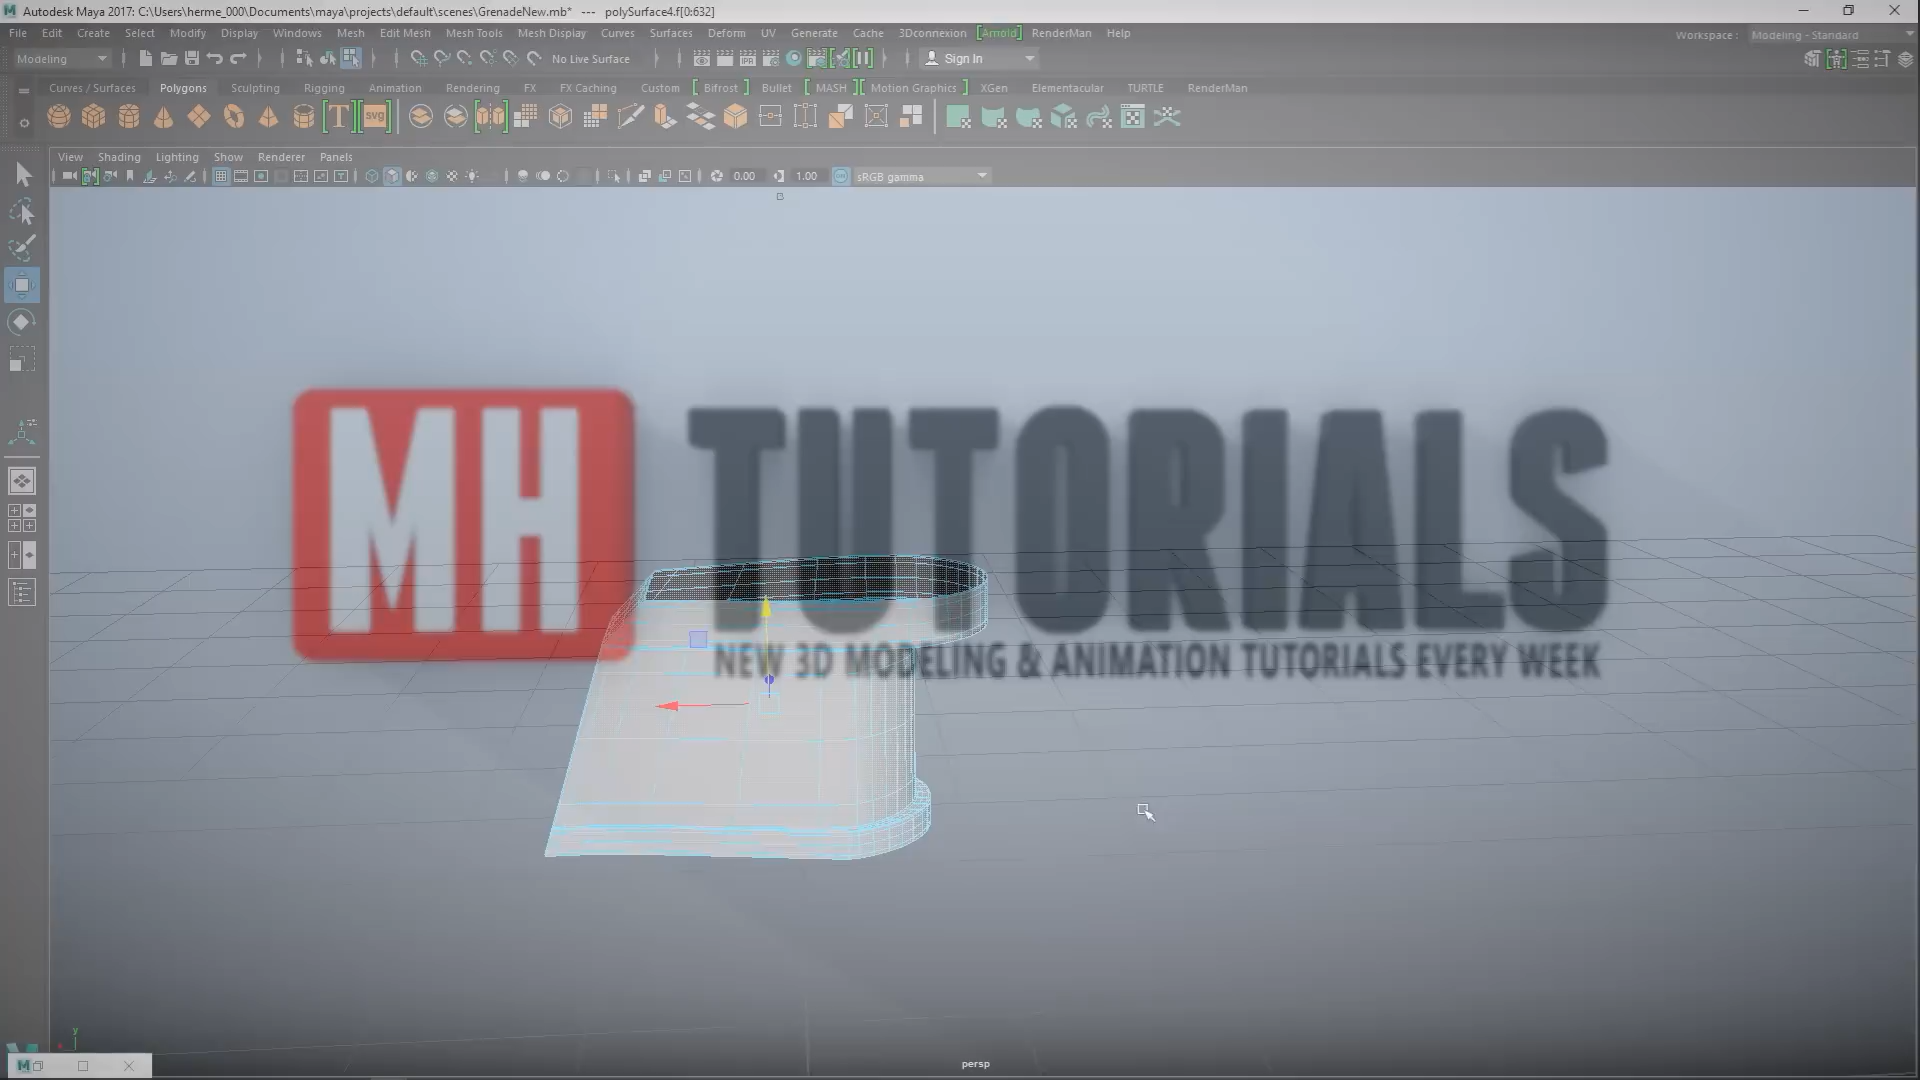 Autodesk Maya 2017: C:\Users\herme_000\Documents\maya\projects\default\scenes\GrenadeNew.mb* --- polySurface4.f[0:632]
File Edit Create Select Modify Display Windows Mesh Edit Mesh Mesh Tools Mesh Display Curves Surfaces Deform UV Generate Cache 3Dconnexion [Arnold] RenderMan Help
Workspace : Modeling - Standard
Modeling
No Live Surface
IPR
Sign In
Curves / Surfaces Polygons Sculpting Rigging Animation Rendering FX FX Caching Custom [ Bifrost ] Bullet [ MASH ][ Motion Graphics ] XGen Elementacular TURTLE RenderMan
T
SVG
View Shading Lighting Show Renderer Panels
0.00 1.00 sRGB gamma
MH TUTORIALS
NEW 3D MODELING & ANIMATION TUTORIALS EVERY WEEK
y
persp